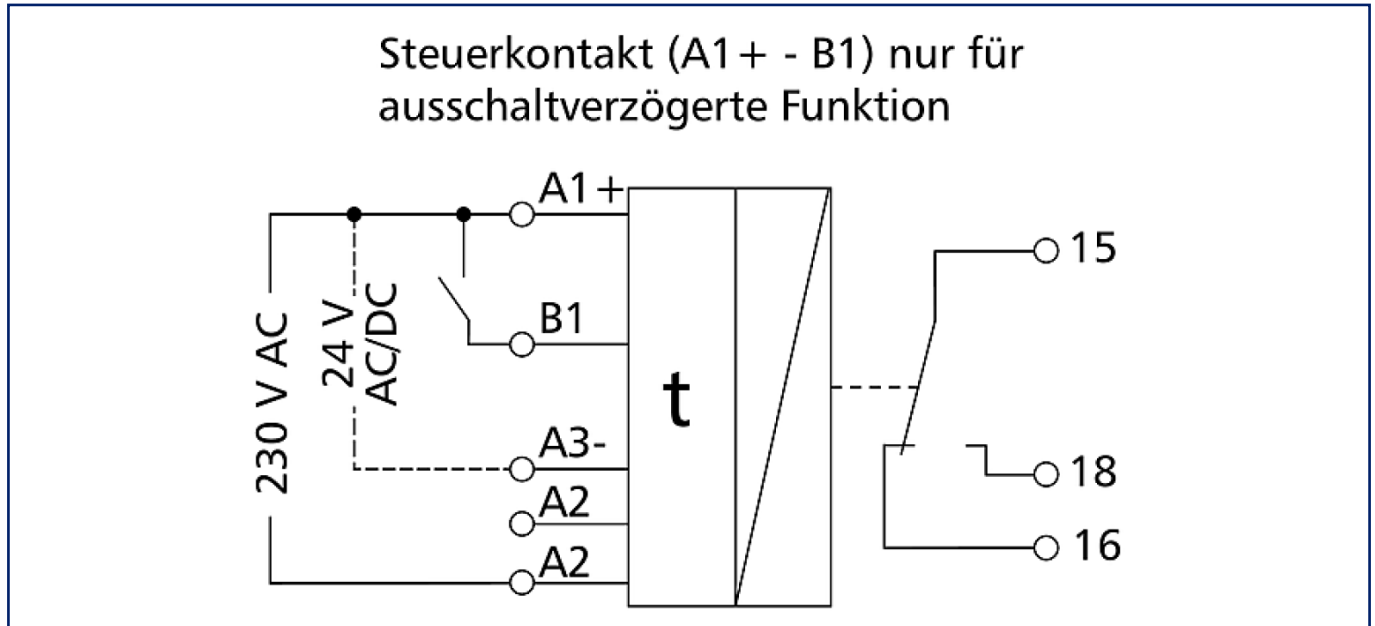 Steuerkontakt (A1+ - B1) nur für
ausschaltverzögerte Funktion
A1+
15
B1
24 V
AC/DC
230 V AC
t
A3-
18
A2
16
A2